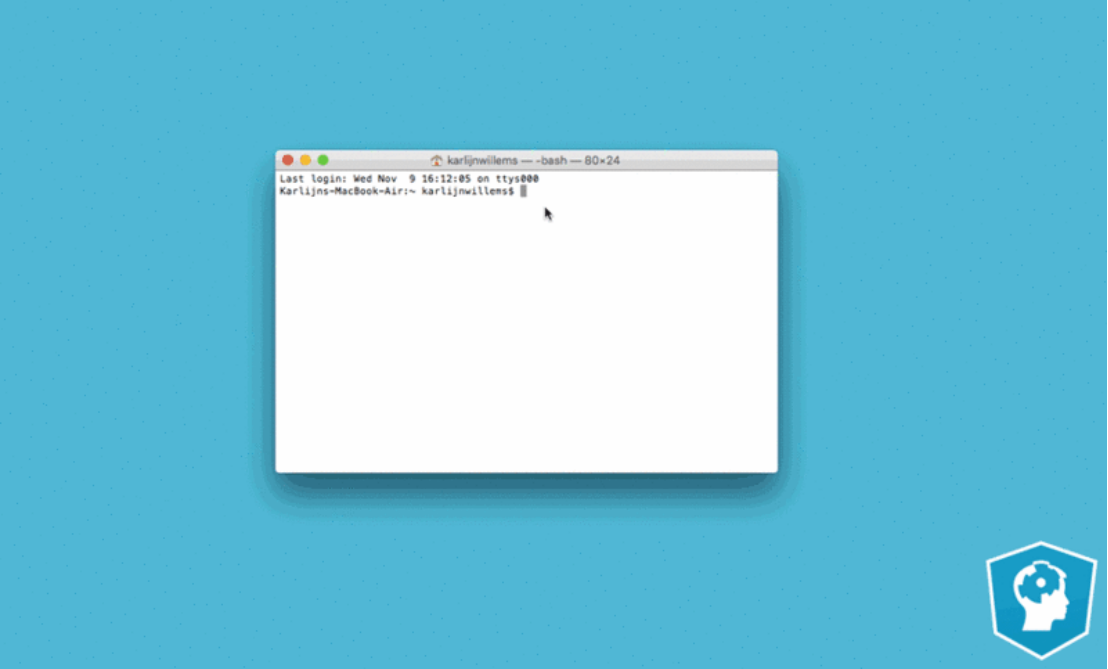 karlijnwillems — -bash — 80×24
Last login: Wed Nov  9 16:12:05 on ttys000
Karlijns-MacBook-Air:~ karlijnwillems$